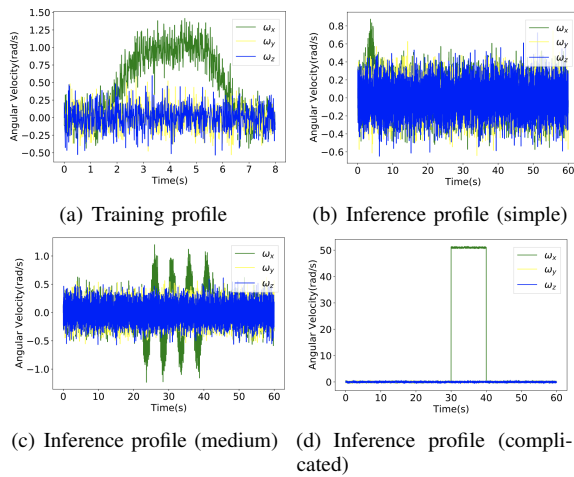 Angular Velocity(rad/s)
1.50
1.25
1.00
0.75
0.50
0.25
0.00
−0.25
−0.50
ωx
ωy
ωz
0 1 2 3 4 5 6 7 8
Time(s)
(a) Training profile
Angular Velocity(rad/s)
0.8
0.6
0.4
0.2
0.0
−0.2
−0.4
−0.6
ωx
ωy
ωz
0 10 20 30 40 50 60
Time(s)
(b) Inference profile (simple)
Angular Velocity(rad/s)
1.0
0.5
0.0
−0.5
−1.0
ωx
ωy
ωz
0 10 20 30 40 50 60
Time(s)
(c) Inference profile (medium)
Angular Velocity(rad/s)
50
40
30
20
10
0
ωx
ωy
ωz
0 10 20 30 40 50 60
Time(s)
(d) Inference profile (compli-
cated)